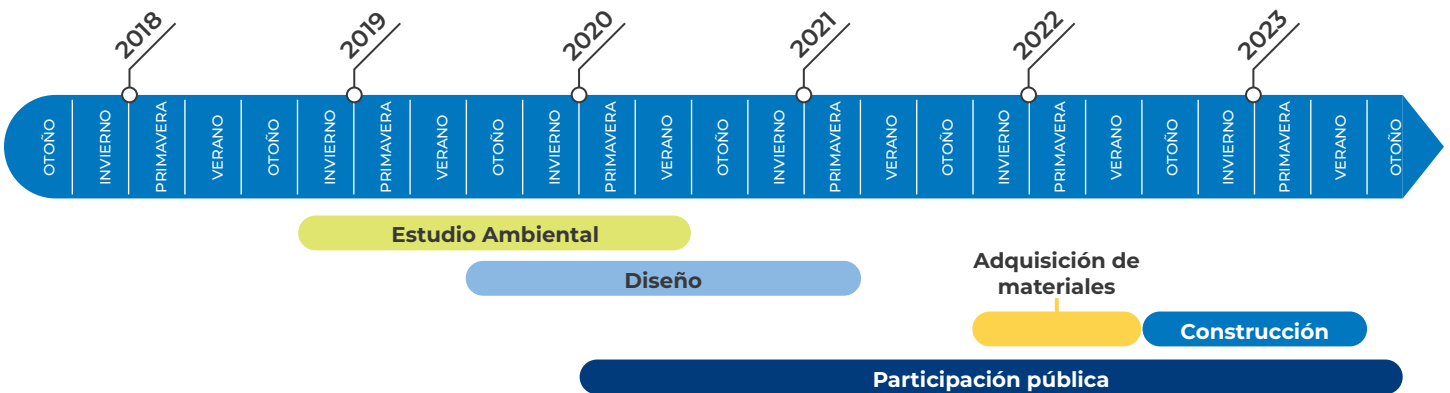 2018
2019
2020
2021
2022
2023
OTOÑO
INVIERNO
PRIMAVERA
VERANO
OTOÑO
INVIERNO
PRIMAVERA
VERANO
OTOÑO
INVIERNO
PRIMAVERA
VERANO
OTOÑO
INVIERNO
PRIMAVERA
VERANO
OTOÑO
INVIERNO
PRIMAVERA
VERANO
OTOÑO
INVIERNO
PRIMAVERA
VERANO
OTOÑO
Estudio Ambiental
Diseño
Adquisición de
materiales
Construcción
Participación pública